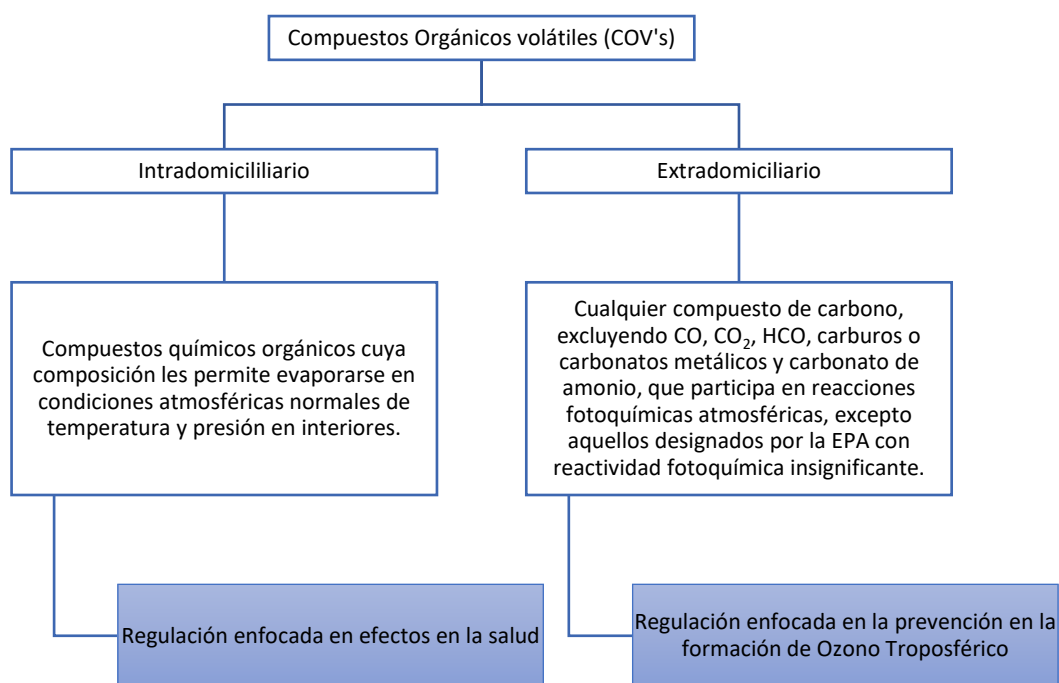 Compuestos Orgánicos volátiles (COV's)
Intradomicililiario
Extradomiciliario
Compuestos químicos orgánicos cuya
composición les permite evaporarse en
condiciones atmosféricas normales de
temperatura y presión en interiores.
Cualquier compuesto de carbono,
excluyendo CO, CO₂, HCO, carburos o
carbonatos metálicos y carbonato de
amonio, que participa en reacciones
fotoquímicas atmosféricas, excepto
aquellos designados por la EPA con
reactividad fotoquímica insignificante.
Regulación enfocada en efectos en la salud
Regulación enfocada en la prevención en la
formación de Ozono Troposférico